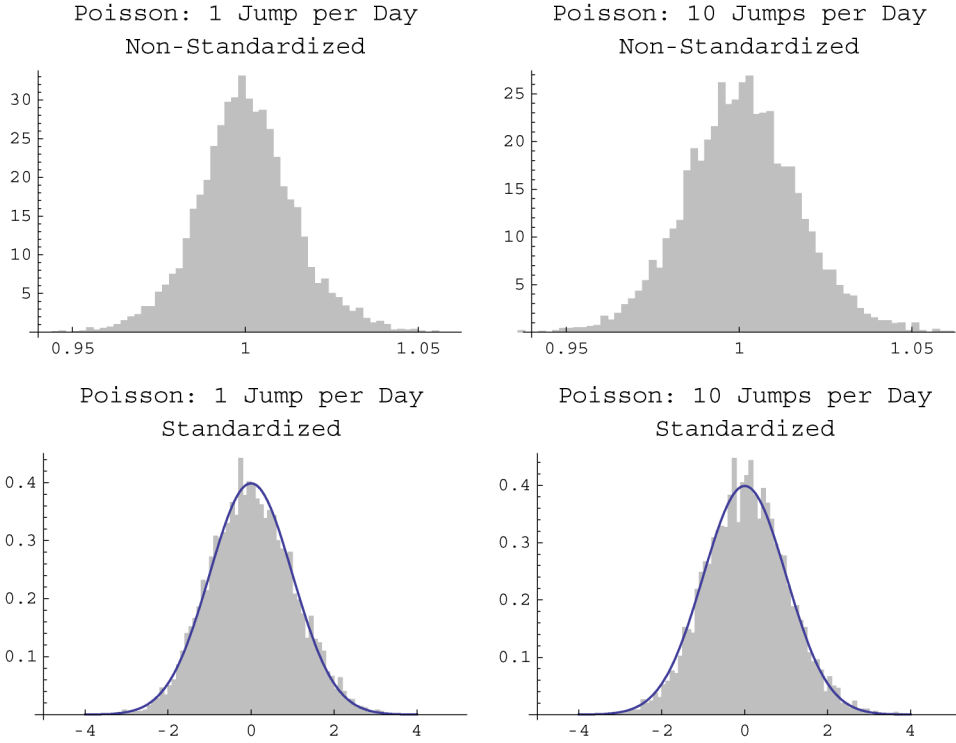 Poisson: 1 Jump per Day
Non-Standardized
30
25
20
15
10
5
0.95 1 1.05
Poisson: 10 Jumps per Day
Non-Standardized
25
20
15
10
5
0.95 1 1.05
Poisson: 1 Jump per Day
Standardized
0.4
0.3
0.2
0.1
-4 -2 0 2 4
Poisson: 10 Jumps per Day
Standardized
0.4
0.3
0.2
0.1
-4 -2 0 2 4